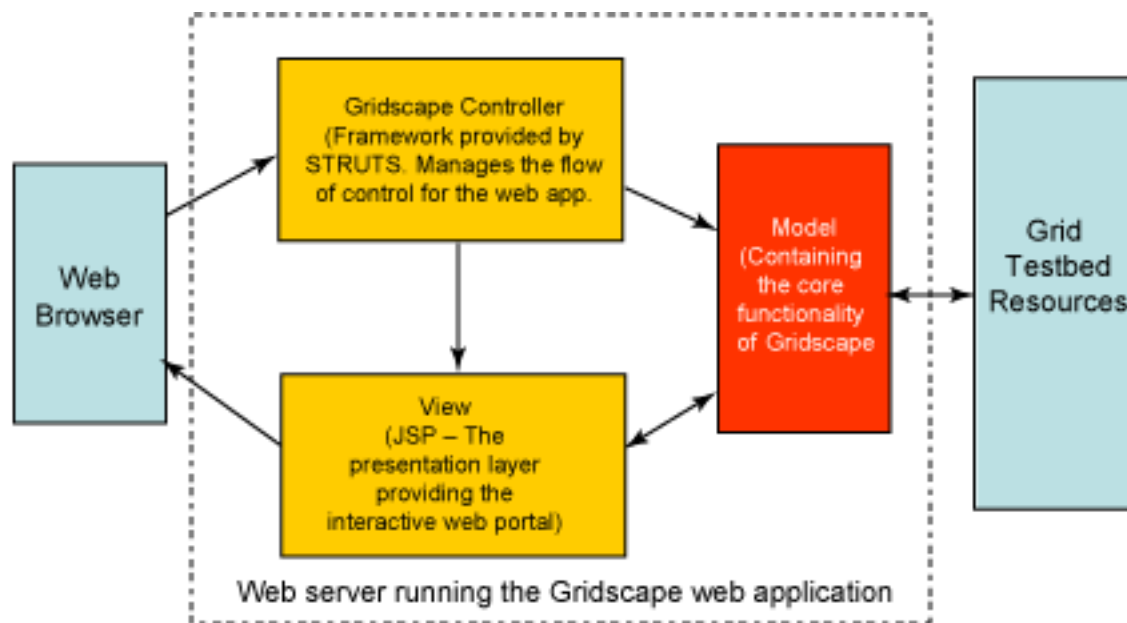 Gridscape Controller
(Framework provided by
STRUTS. Manages the flow
of control for the web app.
Web
Browser
Model
(Containing
the core
functionality
of Gridscape
Grid
Testbed
Resources
View
(JSP – The
presentation layer
providing the
interactive web portal)
Web server running the Gridscape web application